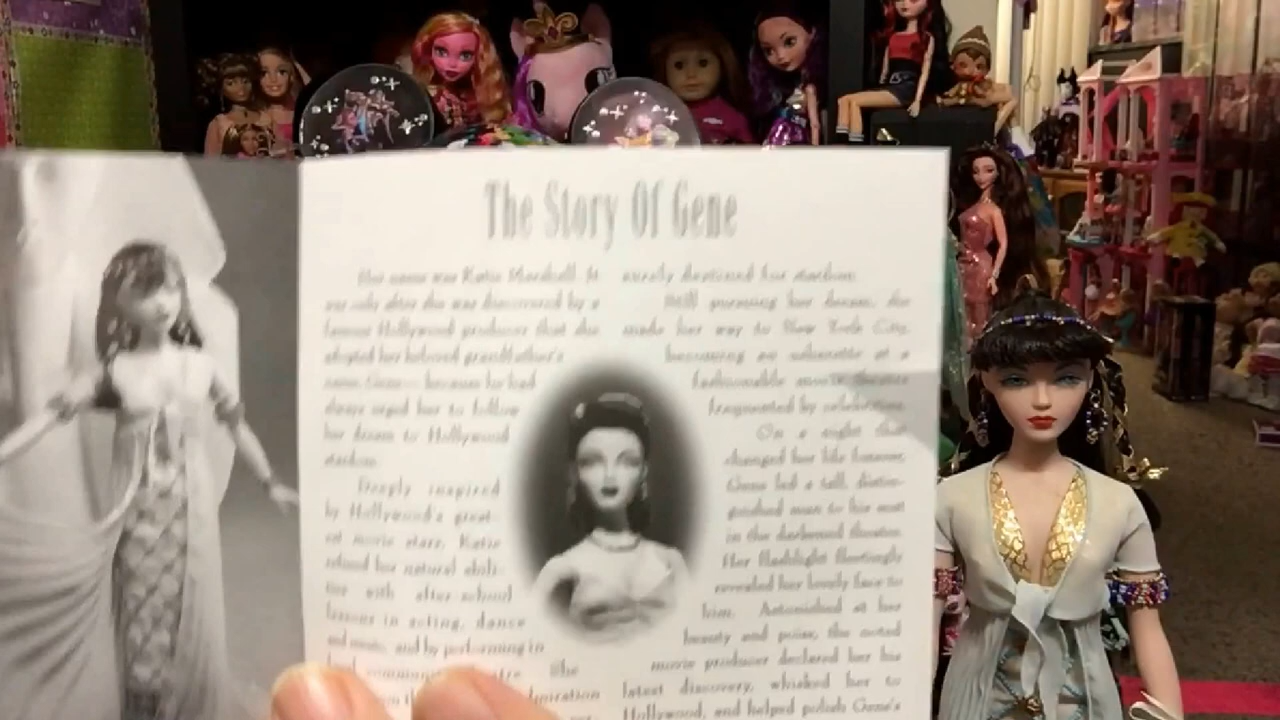 The Story Of Gene
Her name was Katie Marshall. It
was only after she was discovered by a
famous Hollywood producer that she
adopted her beloved grandfather's
name, Gene — because he had
always urged her to follow
her dream to Hollywood
stardom.
Deeply inspired
by Hollywood's great-
est movie stars, Katie
refined her natural abili-
ties with after-school
lessons in acting, dance
and music, and by performing in
She
surely destined for stardom.
Still pursuing her dream, she
made her way to New York City,
becoming an usherette at a
fashionable movie theater
frequented by celebrities.
On a night that
changed her life forever,
Gene led a tall, distin-
guished man to his seat
in the darkened theater.
Her flashlight fleetingly
revealed her lovely face to
him. Astonished at her
beauty and poise, the noted
movie producer declared her his
latest discovery, whisked her to
Hollywood, and helped polish Gene's